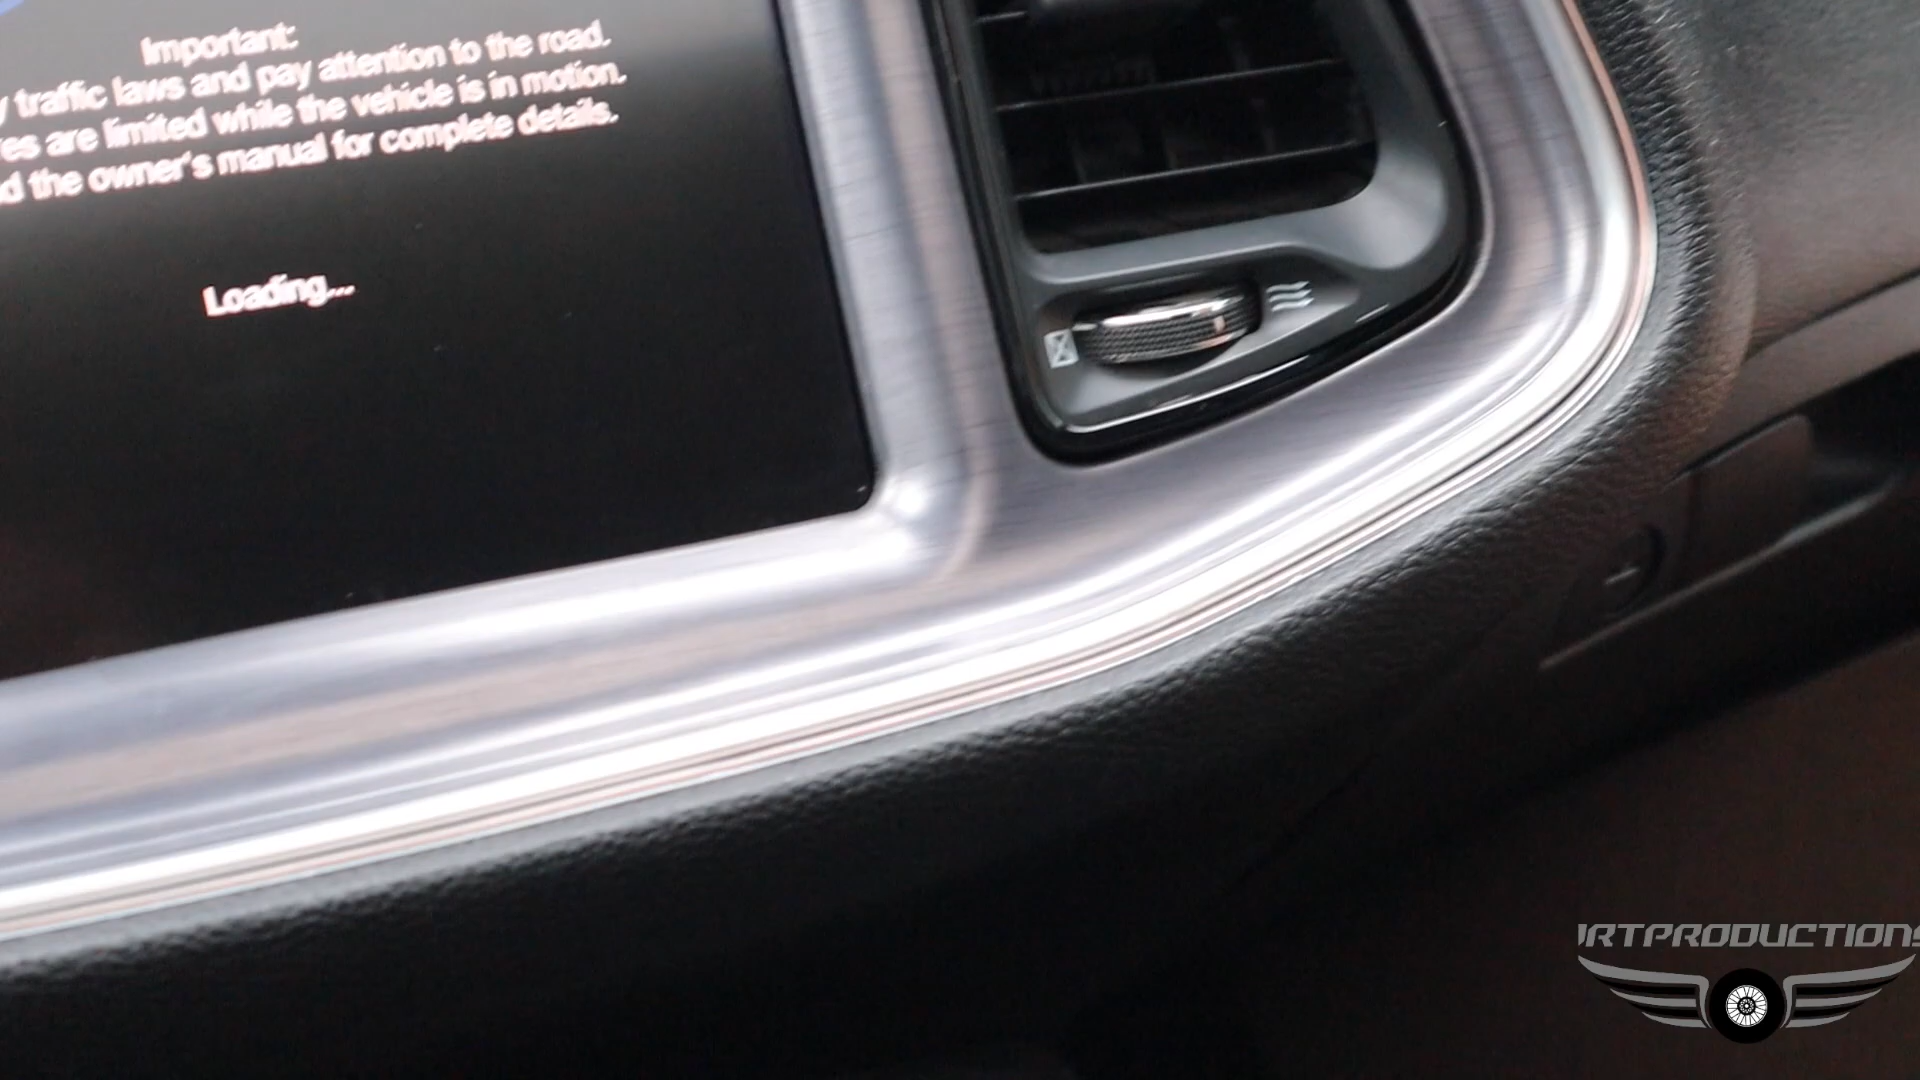 Important:
traffic laws and pay attention to the road.
are limited while the vehicle is in motion.
the owner's manual for complete details.
Loading...
IRTPRODUCTIONS